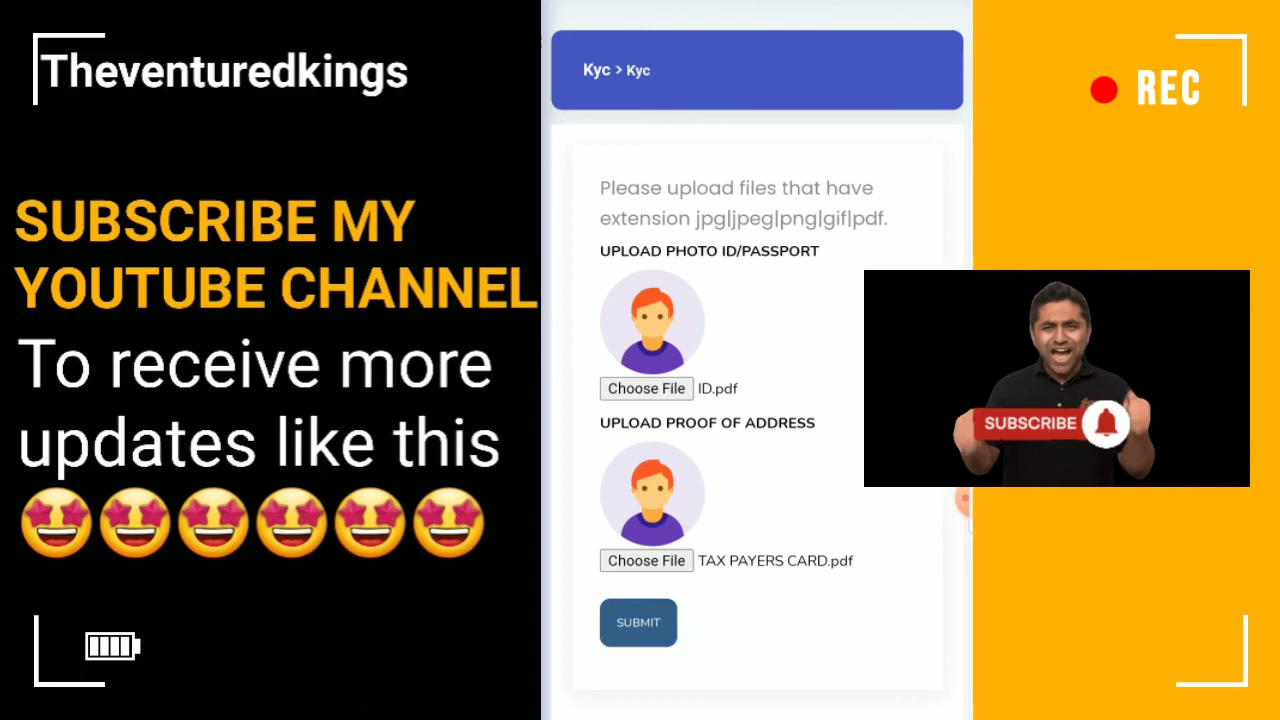 Theventuredkings
SUBSCRIBE MY
YOUTUBE CHANNEL
To receive more
updates like this
🤩🤩🤩🤩🤩🤩
Kyc > Kyc
Please upload files that have
extension jpg|jpeg|png|gif|pdf.
UPLOAD PHOTO ID/PASSPORT
Choose File ID.pdf
UPLOAD PROOF OF ADDRESS
Choose File TAX PAYERS CARD.pdf
SUBMIT
REC
SUBSCRIBE